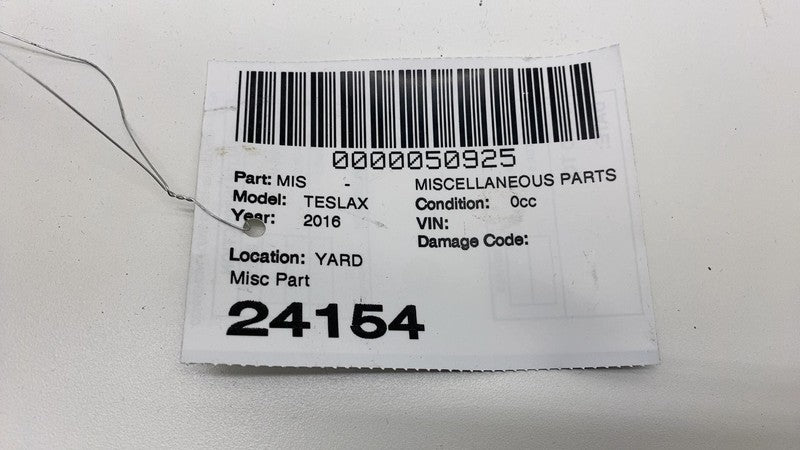 0000050925
Part: MIS - MISCELLANEOUS PARTS
Model: TESLAX Condition: 0cc
Year: 2016 VIN:
Damage Code:
Location: YARD
Misc Part
24154